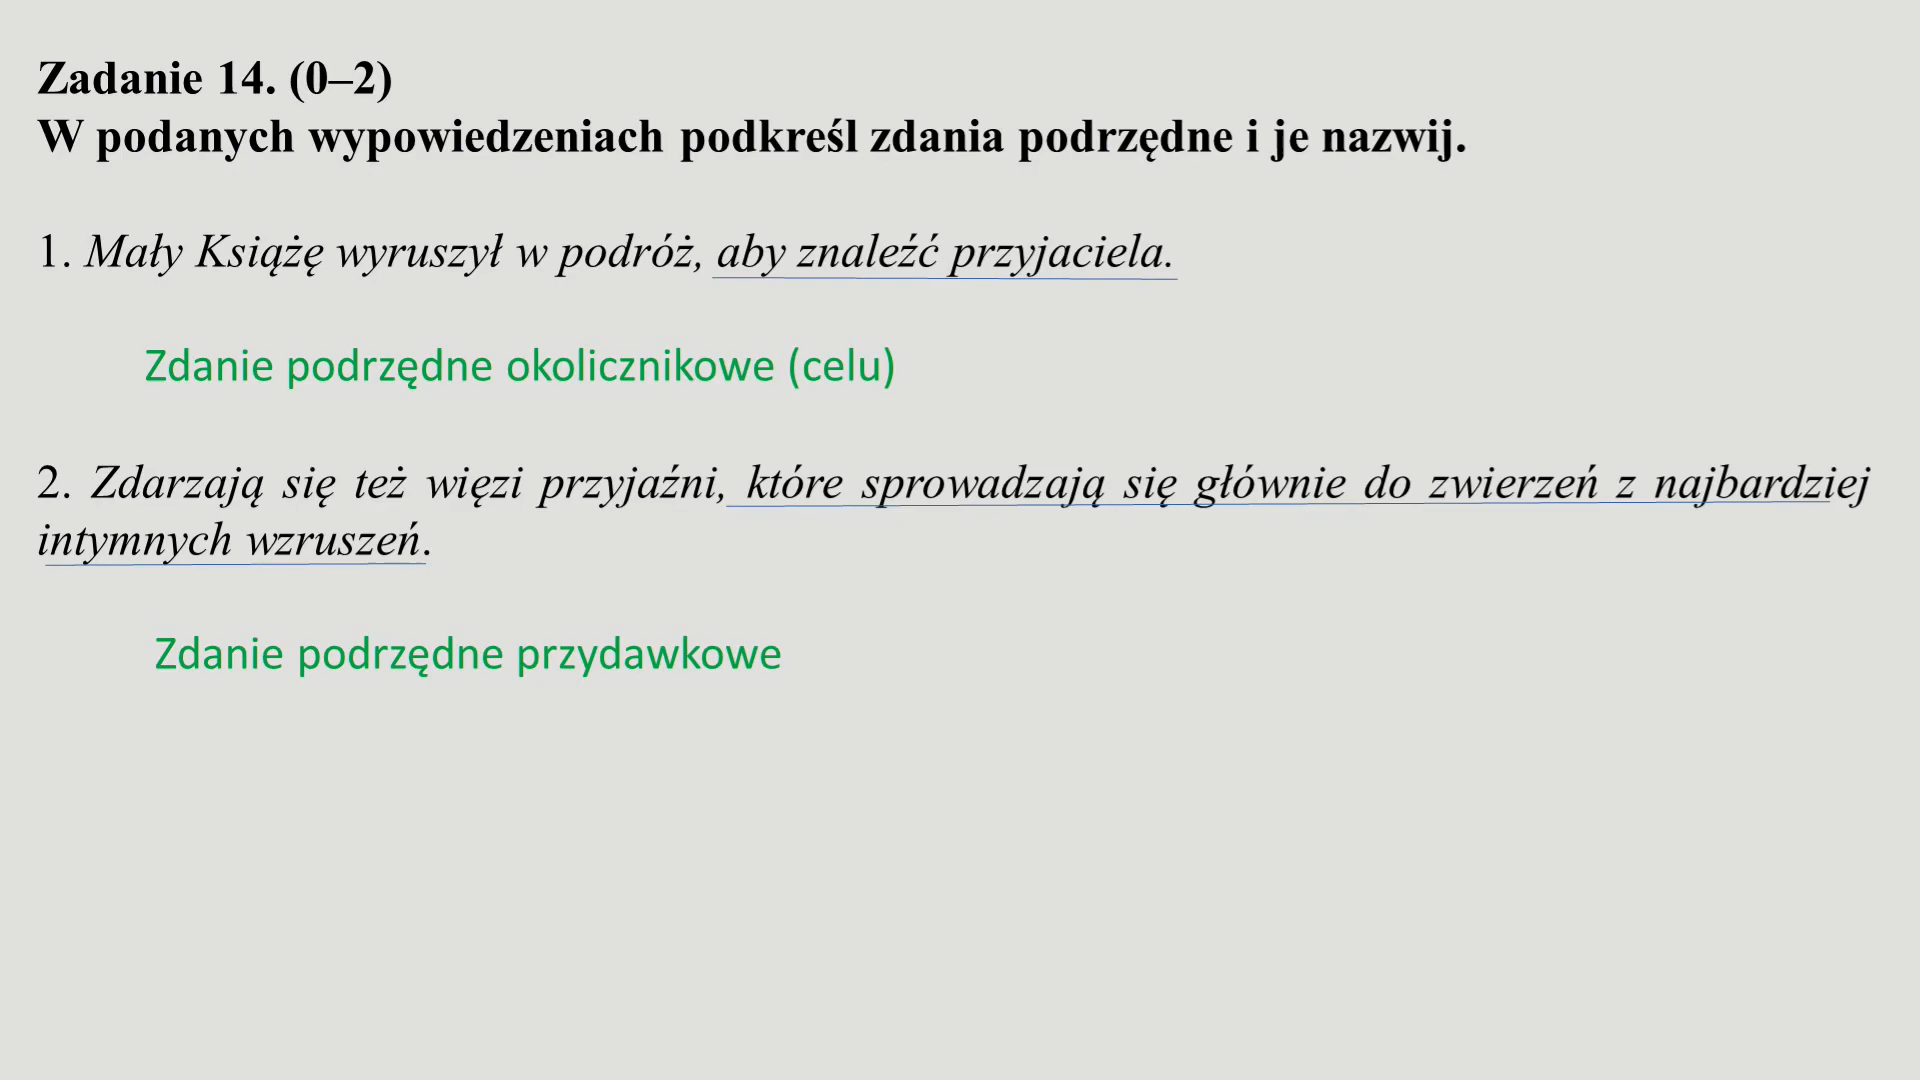 Zadanie 14. (0–2)
W podanych wypowiedzeniach podkreśl zdania podrzędne i je nazwij.
1. Mały Książę wyruszył w podróż, aby znaleźć przyjaciela.
Zdanie podrzędne okolicznikowe (celu)
2. Zdarzają się też więzi przyjaźni, które sprowadzają się głównie do zwierzeń z najbardziej
intymnych wzruszeń.
Zdanie podrzędne przydawkowe